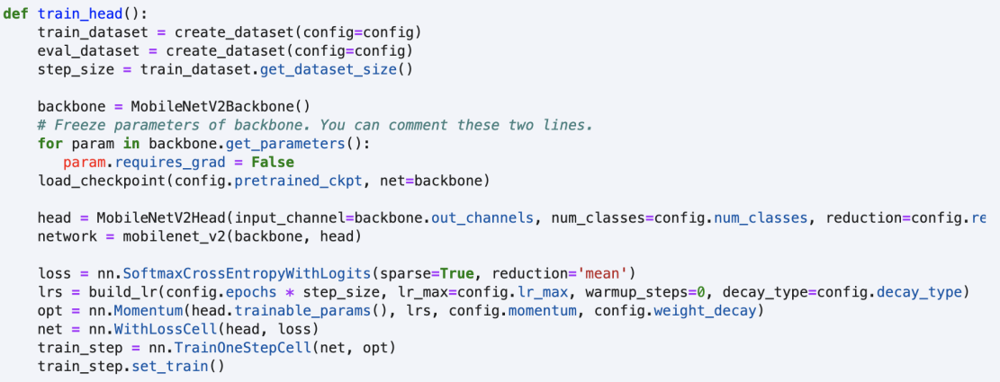 def train_head():
    train_dataset = create_dataset(config=config)
    eval_dataset = create_dataset(config=config)
    step_size = train_dataset.get_dataset_size()

    backbone = MobileNetV2Backbone()
    # Freeze parameters of backbone. You can comment these two lines.
    for param in backbone.get_parameters():
       param.requires_grad = False
    load_checkpoint(config.pretrained_ckpt, net=backbone)

    head = MobileNetV2Head(input_channel=backbone.out_channels, num_classes=config.num_classes, reduction=config.re
    network = mobilenet_v2(backbone, head)

    loss = nn.SoftmaxCrossEntropyWithLogits(sparse=True, reduction='mean')
    lrs = build_lr(config.epochs * step_size, lr_max=config.lr_max, warmup_steps=0, decay_type=config.decay_type)
    opt = nn.Momentum(head.trainable_params(), lrs, config.momentum, config.weight_decay)
    net = nn.WithLossCell(head, loss)
    train_step = nn.TrainOneStepCell(net, opt)
    train_step.set_train()